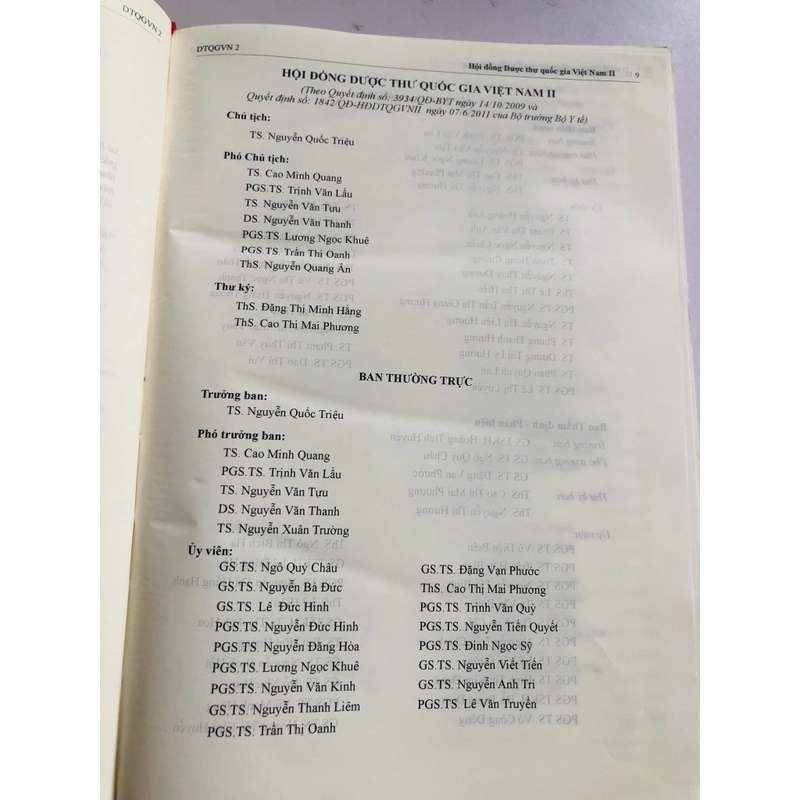 DTQGVN 2
DTQGVN 2
Hội đồng Dược thư quốc gia Việt Nam II
9
HỘI ĐỒNG DƯỢC THƯ QUỐC GIA VIỆT NAM II
(Theo Quyết định số: 3934/QĐ-BYT ngày 14/10/2009 và
Quyết định số: 1842/QĐ-HĐDTQGVNII ngày 07/6/2011 của Bộ trưởng Bộ Y tế)
Chủ tịch:
TS. Nguyễn Quốc Triệu
Phó Chủ tịch:
TS. Cao Minh Quang
PGS.TS. Trịnh Văn Lẩu
TS. Nguyễn Văn Tựu
DS. Nguyễn Văn Thanh
PGS.TS. Lương Ngọc Khuê
PGS.TS. Trần Thị Oanh
ThS. Nguyễn Quang Ân
Thư ký:
ThS. Đặng Thị Minh Hằng
ThS. Cao Thị Mai Phương
BAN THƯỜNG TRỰC
Trưởng ban:
TS. Nguyễn Quốc Triệu
Phó trưởng ban:
TS. Cao Minh Quang
PGS.TS. Trịnh Văn Lẩu
TS. Nguyễn Văn Tựu
DS. Nguyễn Văn Thanh
TS. Nguyễn Xuân Trường
Ủy viên:
GS.TS. Ngô Quý Châu
GS.TS. Nguyễn Bá Đức
GS.TS. Lê Đức Hinh
PGS.TS. Nguyễn Đức Hinh
PGS.TS. Nguyễn Đăng Hòa
PGS.TS. Lương Ngọc Khuê
PGS.TS. Nguyễn Văn Kính
GS.TS. Nguyễn Thanh Liêm
PGS.TS. Trần Thị Oanh
GS.TS. Đặng Vạn Phước
ThS. Cao Thị Mai Phương
PGS.TS. Trịnh Văn Quỳ
PGS.TS. Nguyễn Tiến Quyết
PGS.TS. Đinh Ngọc Sỹ
GS.TS. Nguyễn Viết Tiến
GS.TS. Nguyễn Anh Trí
PGS.TS. Lê Văn Truyền